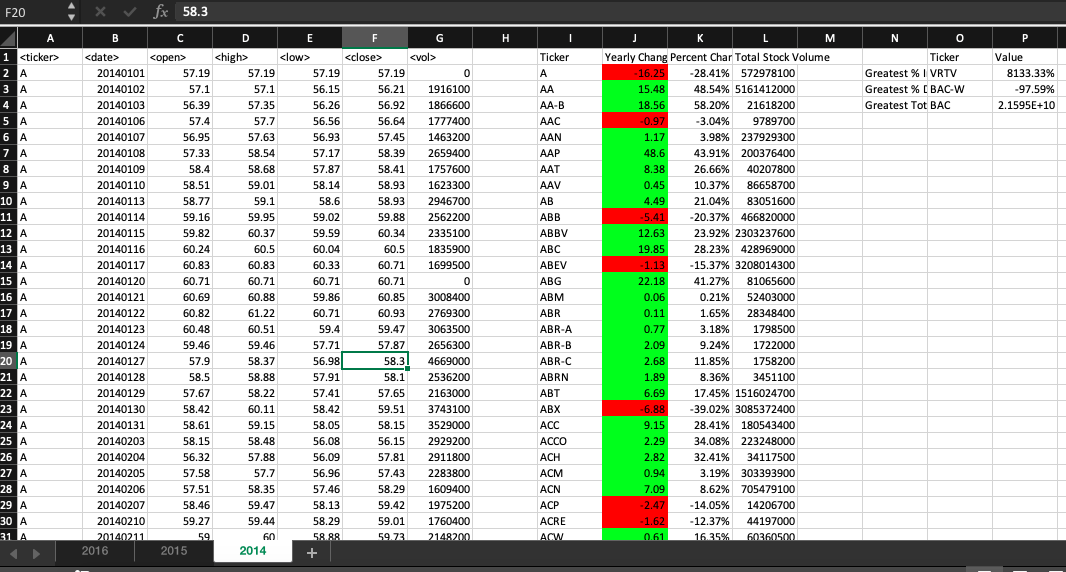 F20 fx 58.3
A B C D E F G H I J K L M N O P
1 <ticker> <date> <open> <high> <low> <close> <vol> Ticker Yearly Chang Percent Char Total Stock Volume Ticker Value
2 A 20140101 57.19 57.19 57.19 57.19 0 A -16.25 -28.41% 572978100 Greatest % I VRTV 8133.33%
3 A 20140102 57.1 57.1 56.15 56.21 1916100 AA 15.48 48.54% 5161412000 Greatest % D BAC-W -97.59%
4 A 20140103 56.39 57.35 56.26 56.92 1866600 AA-B 18.56 58.20% 21618200 Greatest Tot BAC 2.1595E+10
5 A 20140106 57.4 57.7 56.56 56.64 1777400 AAC -0.97 -3.04% 9789700
6 A 20140107 56.95 57.63 56.93 57.45 1463200 AAN 1.17 3.98% 237929300
7 A 20140108 57.33 58.54 57.17 58.39 2659400 AAP 48.6 43.91% 200376400
8 A 20140109 58.4 58.68 57.87 58.41 1757600 AAT 8.38 26.66% 40207800
9 A 20140110 58.51 59.01 58.14 58.93 1623300 AAV 0.45 10.37% 86658700
10 A 20140113 58.77 59.1 58.6 58.93 2946700 AB 4.49 21.04% 83051600
11 A 20140114 59.16 59.95 59.02 59.88 2562200 ABB -5.41 -20.37% 466820000
12 A 20140115 59.82 60.37 59.59 60.34 2335100 ABBV 12.63 23.92% 2303237600
13 A 20140116 60.24 60.5 60.04 60.5 1835900 ABC 19.85 28.23% 428969000
14 A 20140117 60.83 60.83 60.33 60.71 1699500 ABEV -1.13 -15.37% 3208014300
15 A 20140120 60.71 60.71 60.71 60.71 0 ABG 22.18 41.27% 81065600
16 A 20140121 60.69 60.88 59.86 60.85 3008400 ABM 0.06 0.21% 52403000
17 A 20140122 60.82 61.22 60.71 60.93 2769300 ABR 0.11 1.65% 28348400
18 A 20140123 60.48 60.51 59.4 59.47 3063500 ABR-A 0.77 3.18% 1798500
19 A 20140124 59.46 59.46 57.71 57.87 2656300 ABR-B 2.09 9.24% 1722000
20 A 20140127 57.9 58.37 56.98 58.3 4669000 ABR-C 2.68 11.85% 1758200
21 A 20140128 58.5 58.88 57.91 58.1 2536200 ABRN 1.89 8.36% 3451100
22 A 20140129 57.67 58.22 57.41 57.65 2163000 ABT 6.69 17.45% 1516024700
23 A 20140130 58.42 60.11 58.42 59.51 3743100 ABX -6.88 -39.02% 3085372400
24 A 20140131 58.61 59.15 58.05 58.15 3529000 ACC 9.15 28.41% 180543400
25 A 20140203 58.15 58.48 56.08 56.15 2929200 ACCO 2.29 34.08% 223248000
26 A 20140204 56.32 57.88 56.09 57.81 2911800 ACH 2.82 32.41% 34117500
27 A 20140205 57.58 57.7 56.96 57.43 2283800 ACM 0.94 3.19% 303393900
28 A 20140206 57.51 58.35 57.46 58.29 1609400 ACN 7.09 8.62% 705479100
29 A 20140207 58.46 59.47 58.13 59.42 1975200 ACP -2.47 -14.05% 14206700
30 A 20140210 59.27 59.44 58.29 59.01 1760400 ACRE -1.62 -12.37% 44197000
31 A 20140211 59 60 58.88 59.73 2148200 ACW 0.61 16.35% 60360500
2016 2015 2014 +